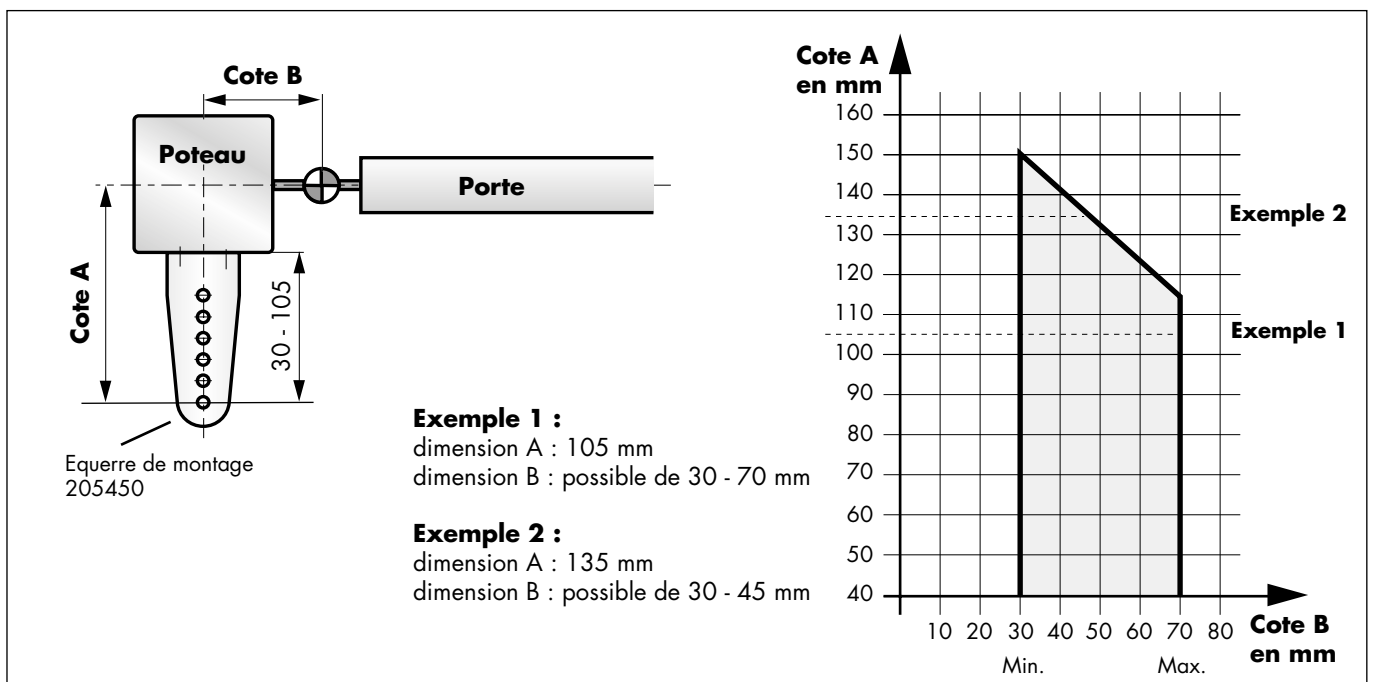 Cote B
Poteau
Porte
Cote A
30 - 105
Equerre de montage
205450
Exemple 1 :
dimension A : 105 mm
dimension B : possible de 30 - 70 mm
Exemple 2 :
dimension A : 135 mm
dimension B : possible de 30 - 45 mm
Cote A
en mm
160
150
140
130
120
110
100
90
80
70
60
50
40
Exemple 2
Exemple 1
10 20 30 40 50 60 70 80
Min. Max.
Cote B
en mm